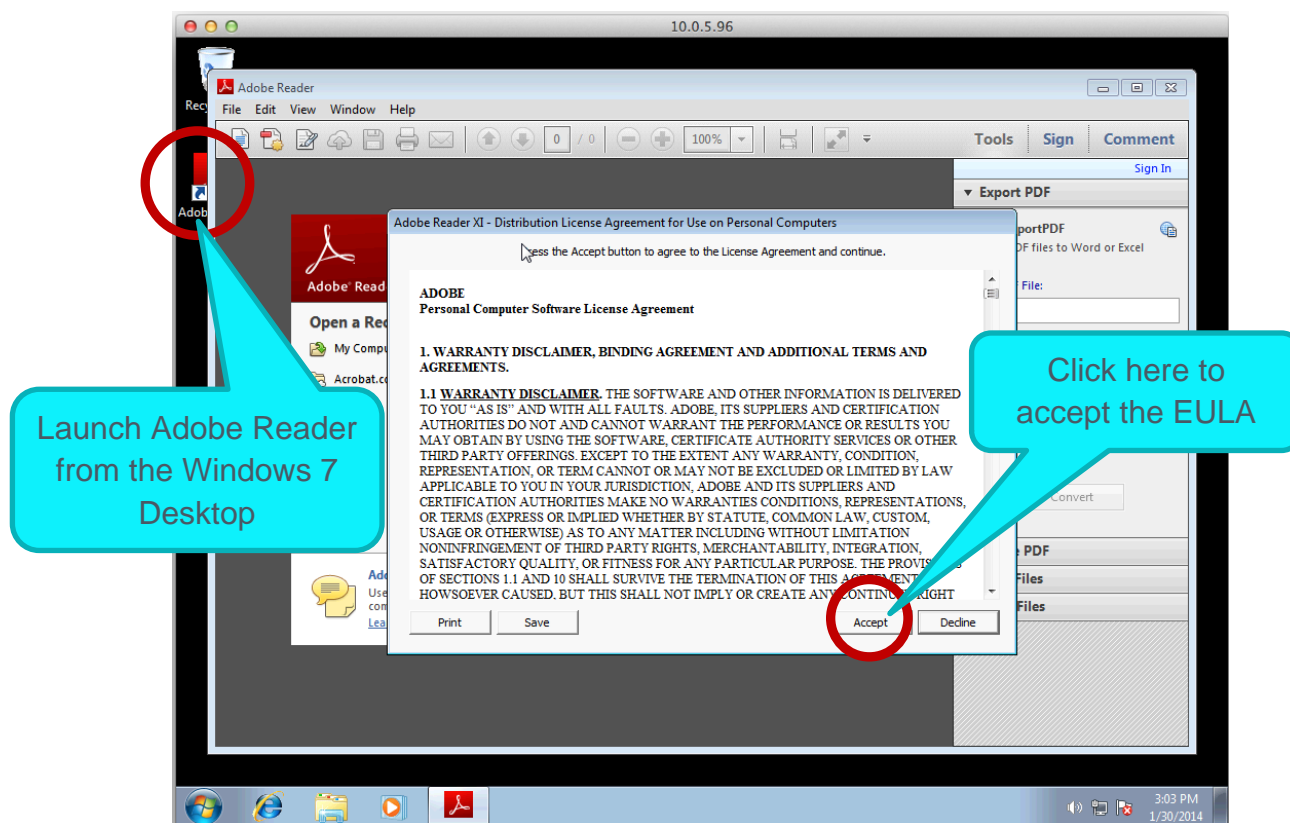 10.0.5.96
Adobe Reader
File Edit View Window Help
0 / 0 100% Tools Sign Comment
Sign In
Export PDF
DF files to Word or Excel
File:
Convert
PDF
Files
Files
Adobe Reader XI - Distribution License Agreement for Use on Personal Computers
the Accept button to agree to the License Agreement and continue.
ADOBE
Personal Computer Software License Agreement
1. WARRANTY DISCLAIMER, BINDING AGREEMENT AND ADDITIONAL TERMS AND
AGREEMENTS.
1.1 WARRANTY DISCLAIMER. THE SOFTWARE AND OTHER INFORMATION IS DELIVERED
TO YOU “AS IS” AND WITH ALL FAULTS. ADOBE, ITS SUPPLIERS AND CERTIFICATION
AUTHORITIES DO NOT AND CANNOT WARRANT THE PERFORMANCE OR RESULTS YOU
MAY OBTAIN BY USING THE SOFTWARE, CERTIFICATE AUTHORITY SERVICES OR OTHER
THIRD PARTY OFFERINGS. EXCEPT TO THE EXTENT ANY WARRANTY, CONDITION,
REPRESENTATION, OR TERM CANNOT OR MAY NOT BE EXCLUDED OR LIMITED BY LAW
APPLICABLE TO YOU IN YOUR JURISDICTION, ADOBE AND ITS SUPPLIERS AND
CERTIFICATION AUTHORITIES MAKE NO WARRANTIES CONDITIONS, REPRESENTATIONS,
OR TERMS (EXPRESS OR IMPLIED WHETHER BY STATUTE, COMMON LAW, CUSTOM,
USAGE OR OTHERWISE) AS TO ANY MATTER INCLUDING WITHOUT LIMITATION
NONINFRINGEMENT OF THIRD PARTY RIGHTS, MERCHANTABILITY, INTEGRATION,
SATISFACTORY QUALITY, OR FITNESS FOR ANY PARTICULAR PURPOSE. THE
OF SECTIONS 1.1 AND 10 SHALL SURVIVE THE TERMINATION OF THIS
HOWSOEVER CAUSED, BUT THIS SHALL NOT IMPLY OR CREATE ANY RIGHT
Print Save Accept Decline
Adobe Read
Open a Rec
My Compu
Acrobat.co
Launch Adobe Reader
from the Windows 7
Desktop
Click here to
accept the EULA
3:03 PM
1/30/2014